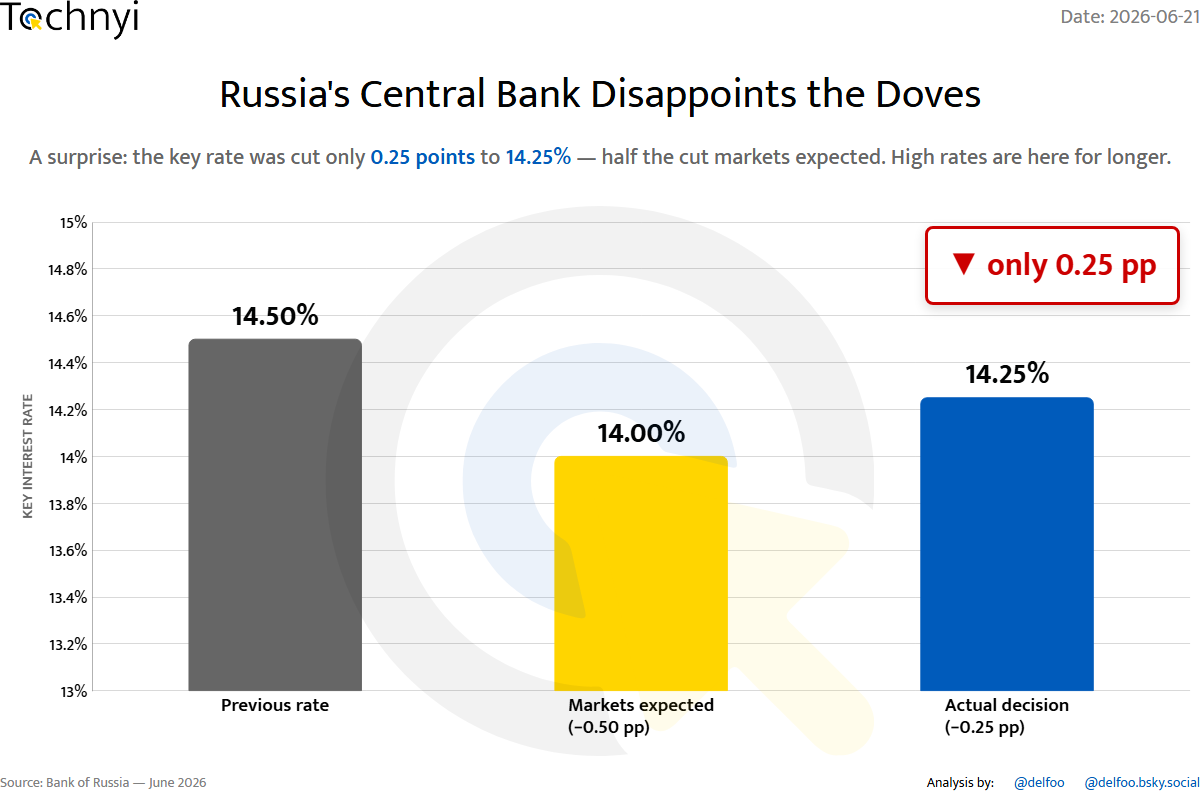 Tochnyi
Date: 2026-06-21
Russia's Central Bank Disappoints the Doves
A surprise: the key rate was cut only 0.25 points to 14.25% — half the cut markets expected. High rates are here for longer.
15%
14.8%
14.6%
14.4%
14.2%
14%
13.8%
13.6%
13.4%
13.2%
13%
KEY INTEREST RATE
▼ only 0.25 pp
14.50%
14.00%
14.25%
Previous rate
Markets expected
(−0.50 pp)
Actual decision
(−0.25 pp)
Source: Bank of Russia — June 2026
Analysis by: @delfoo @delfoo.bsky.social